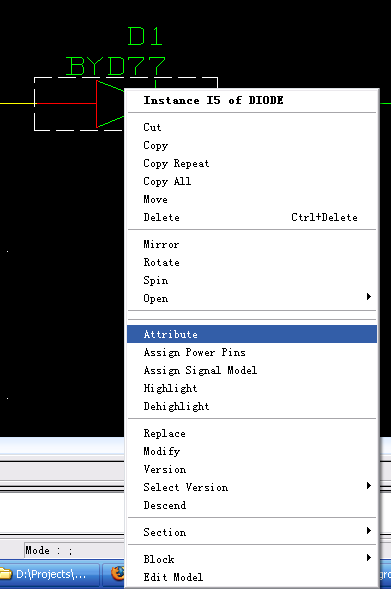 D1
BYD77
Instance I5 of DIODE
Cut
Copy
Copy Repeat
Copy All
Move
Delete Ctrl+Delete
Mirror
Rotate
Spin
Open
Attribute
Assign Power Pins
Assign Signal Model
Highlight
Dehighlight
Replace
Modify
Version
Select Version
Descend
Section
Mode : ;
Block
D:\Projects\...
Edit Model